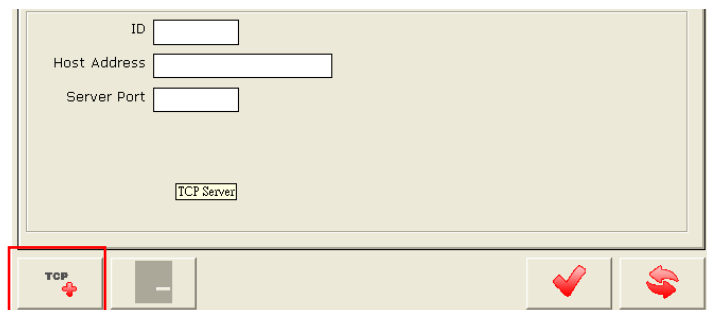 ID
Host Address
Server Port
TCP Server
TCP